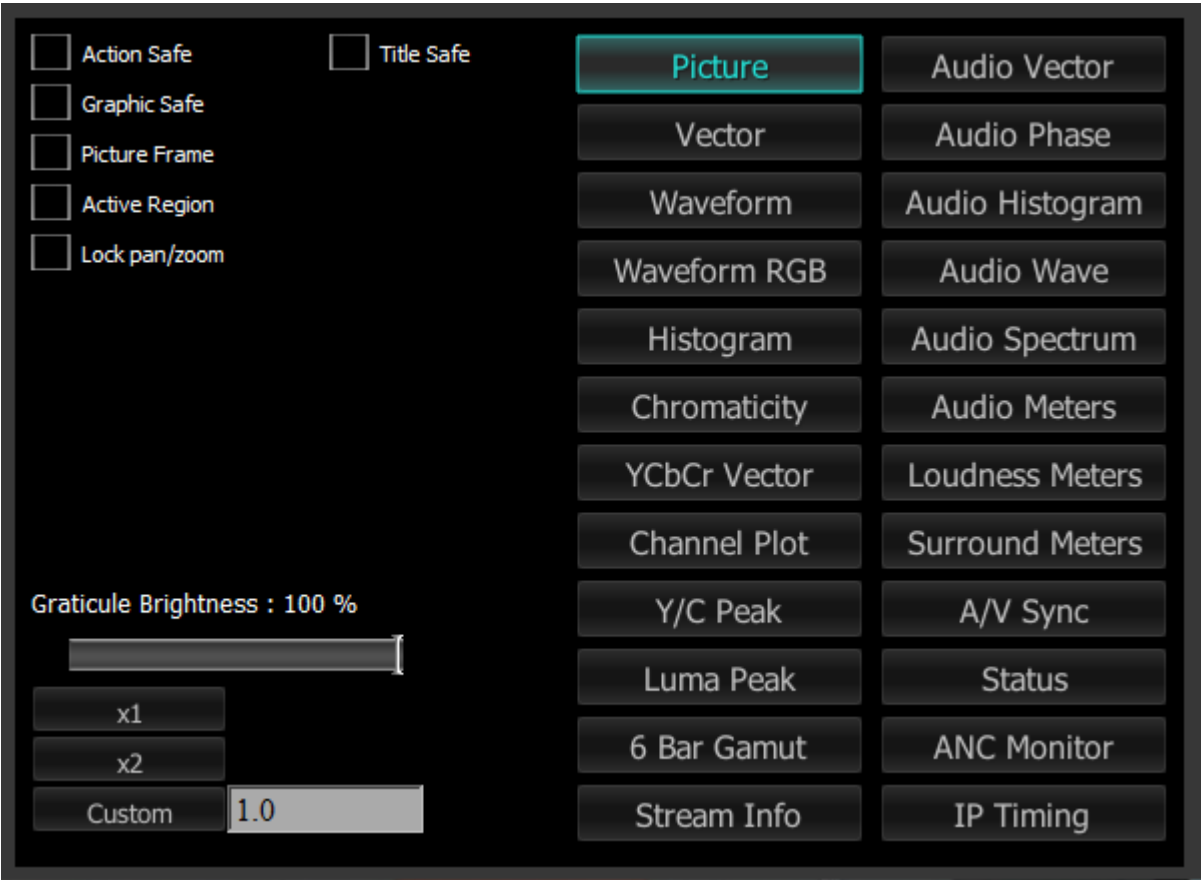 Action Safe
Title Safe
Graphic Safe
Picture Frame
Active Region
Lock pan/zoom
Graticule Brightness : 100 %
x1
x2
Custom
1.0
Picture
Audio Vector
Vector
Audio Phase
Waveform
Audio Histogram
Waveform RGB
Audio Wave
Histogram
Audio Spectrum
Chromaticity
Audio Meters
YCbCr Vector
Loudness Meters
Channel Plot
Surround Meters
Y/C Peak
A/V Sync
Luma Peak
Status
6 Bar Gamut
ANC Monitor
Stream Info
IP Timing